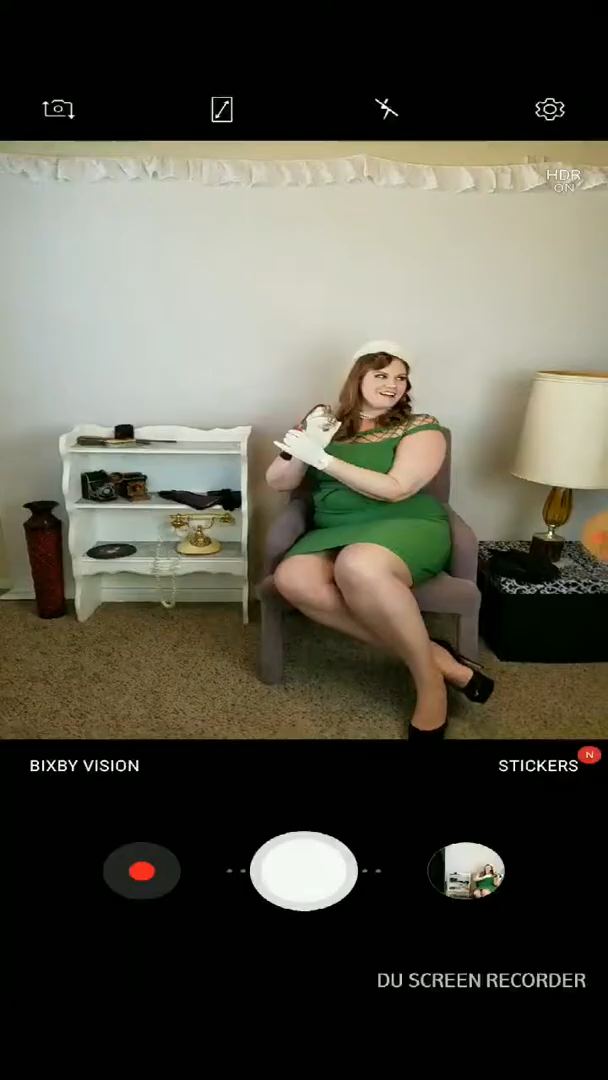 HDR
ON
BIXBY VISION
STICKERS
N
DU SCREEN RECORDER